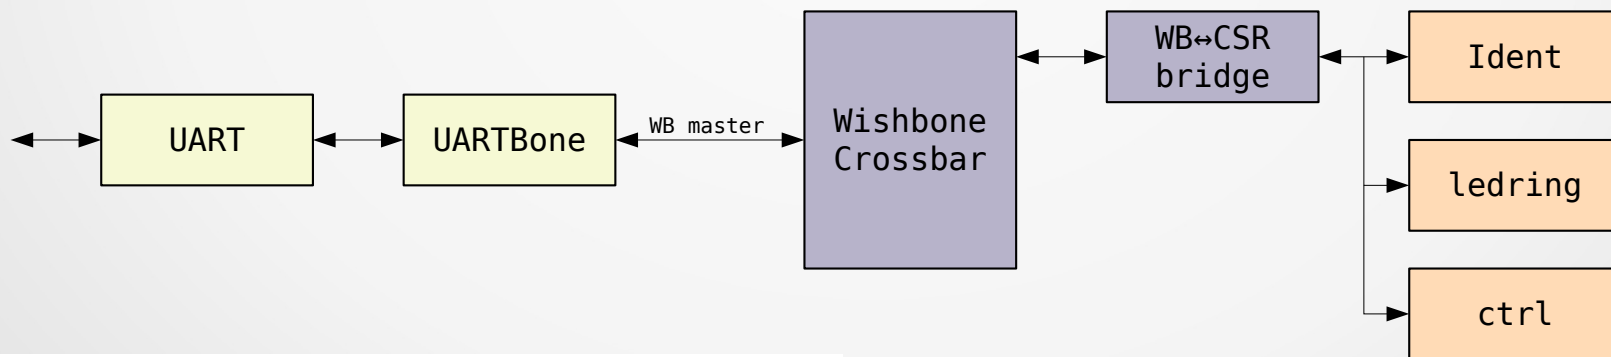 UART
UARTBone
WB master
Wishbone
Crossbar
WB↔CSR
bridge
Ident
ledring
ctrl